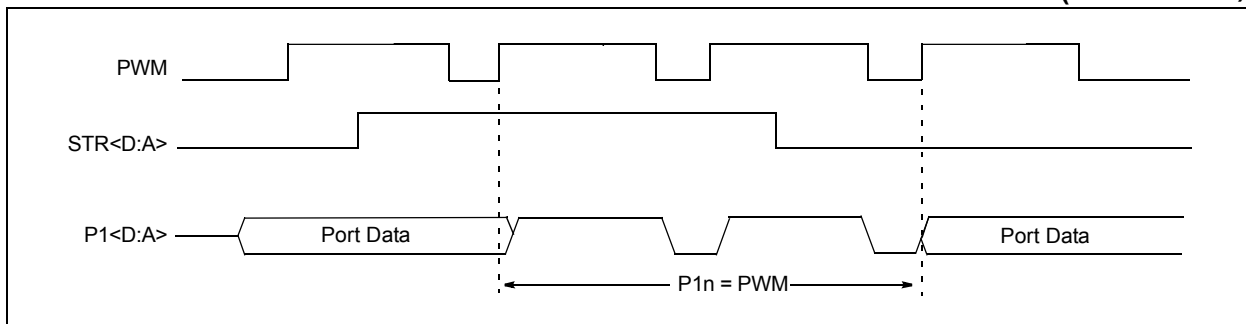 PWM
STR<D:A>
P1<D:A>
Port Data
Port Data
P1n = PWM